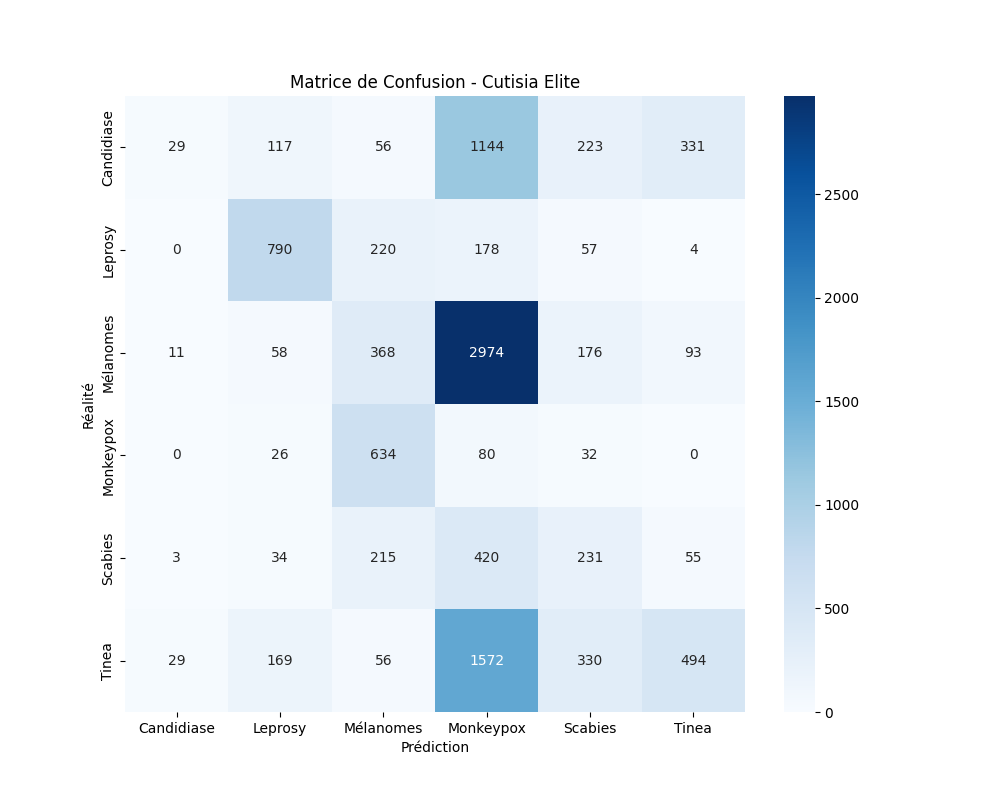 Matrice de Confusion - Cutisia Elite
Réalité
Candidiase 29 117 56 1144 223 331
Leprosy 0 790 220 178 57 4
Mélanomes 11 58 368 2974 176 93
Monkeypox 0 26 634 80 32 0
Scabies 3 34 215 420 231 55
Tinea 29 169 56 1572 330 494
Candidiase Leprosy Mélanomes Monkeypox Scabies Tinea
Prédiction
2500
2000
1500
1000
500
0